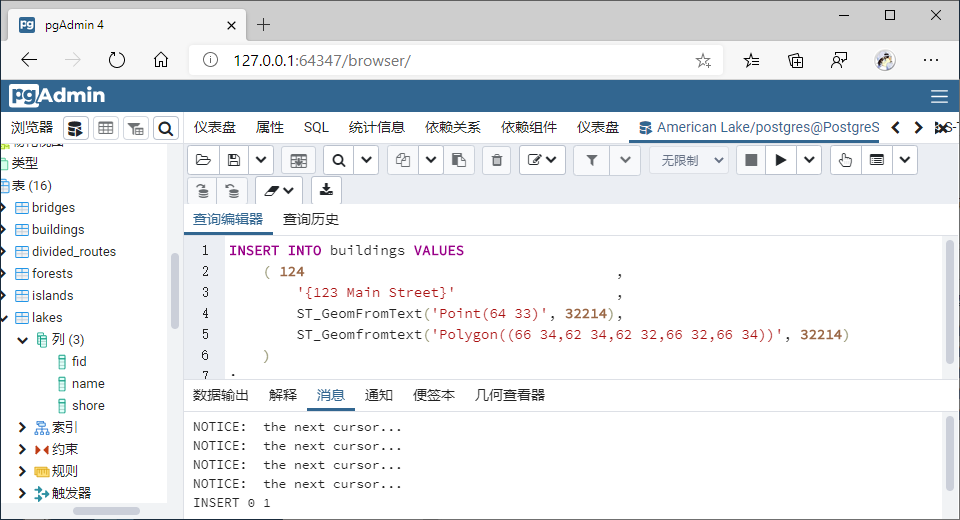 pgAdmin 4
127.0.0.1:64347/browser/
pgAdmin
浏览器
仪表盘 属性 SQL 统计信息 依赖关系 依赖组件 仪表盘 American Lake/postgres@PostgreS
类型
表 (16)
bridges
buildings
divided_routes
forests
islands
lakes
列 (3)
fid
name
shore
索引
约束
规则
触发器
无限制
查询编辑器 查询历史
1 INSERT INTO buildings VALUES
2 ( 124 ,
3 '{123 Main Street}' ,
4 ST_GeomFromText('Point(64 33)', 32214),
5 ST_Geomfromtext('Polygon((66 34,62 34,62 32,66 32,66 34))', 32214)
6 )
7 ;
数据输出 解释 消息 通知 便签本 几何查看器
NOTICE:  the next cursor...
NOTICE:  the next cursor...
NOTICE:  the next cursor...
NOTICE:  the next cursor...
INSERT 0 1